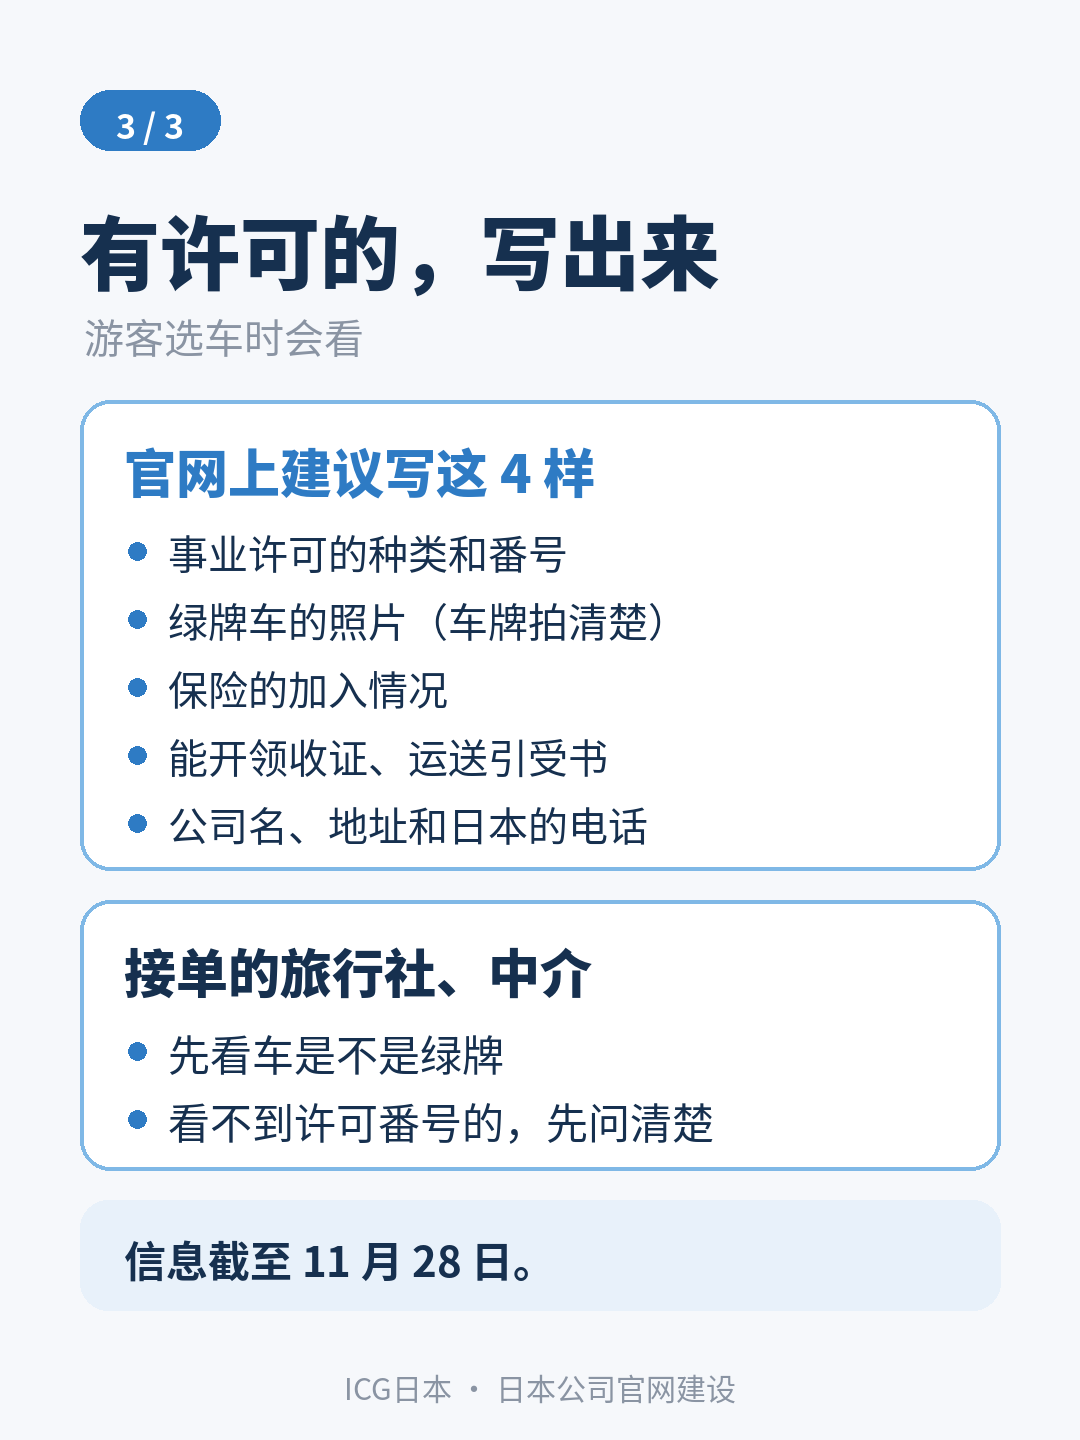 3 / 3
有许可的，写出来
游客选车时会看
官网上建议写这 4 样
事业许可的种类和番号
绿牌车的照片（车牌拍清楚）
保险的加入情况
能开领收证、运送引受书
公司名、地址和日本的电话
接单的旅行社、中介
先看车是不是绿牌
看不到许可番号的，先问清楚
信息截至 11 月 28 日。
ICG日本 · 日本公司官网建设